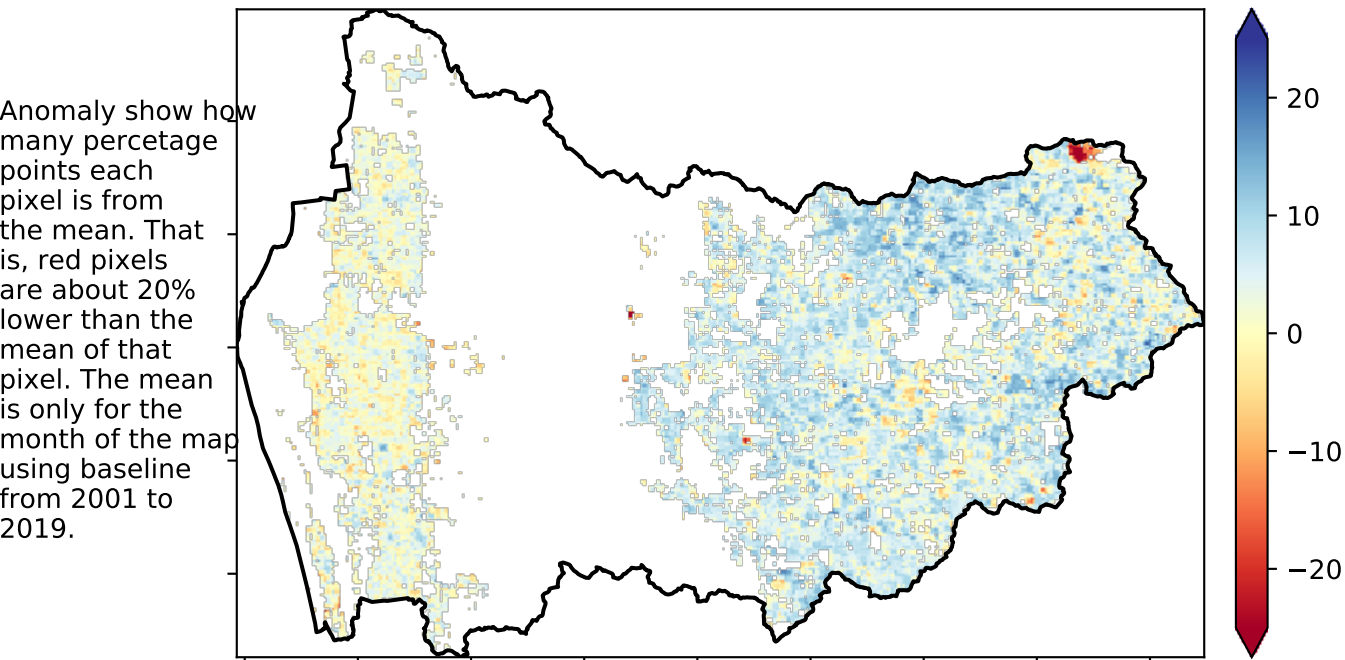 Anomaly show how
many percetage
points each
pixel is from
the mean. That
is, red pixels
are about 20%
lower than the
mean of that
pixel. The mean
is only for the
month of the map
using baseline
from 2001 to
2019.
20
10
0
−10
−20